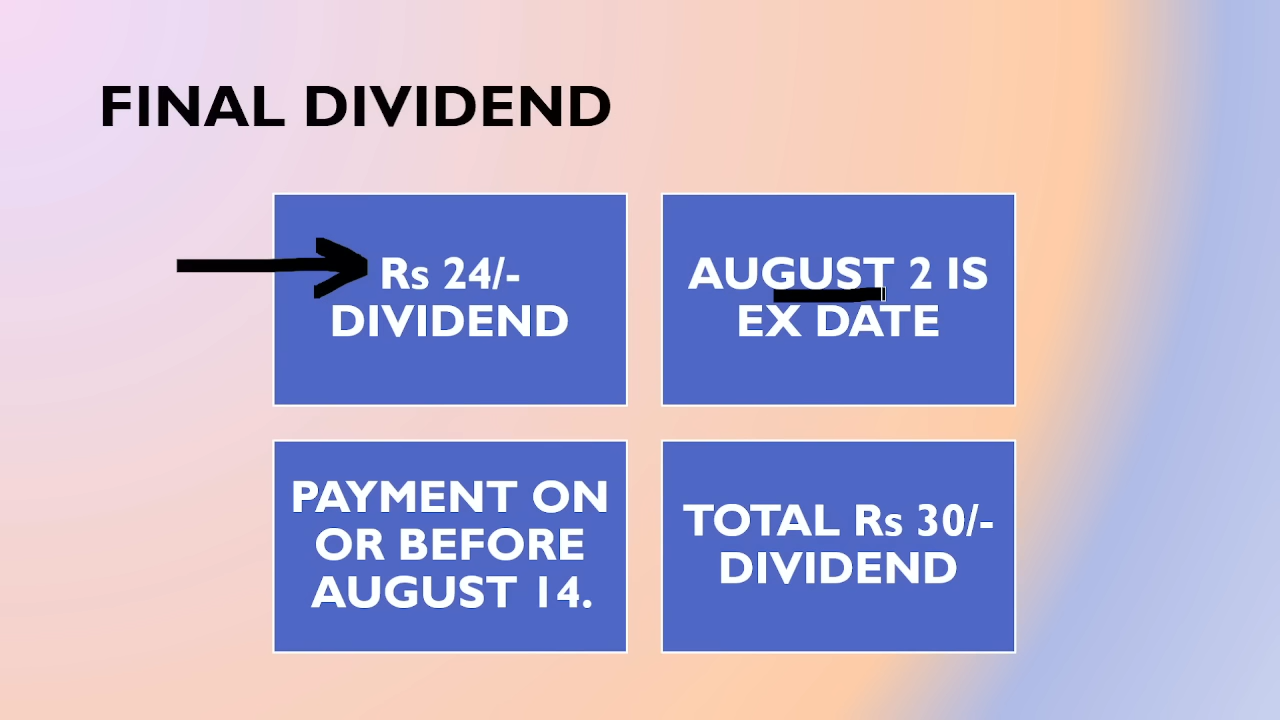 FINAL DIVIDEND
Rs 24/-
DIVIDEND
AUGUST 2 IS
EX DATE
PAYMENT ON
OR BEFORE
AUGUST 14.
TOTAL Rs 30/-
DIVIDEND